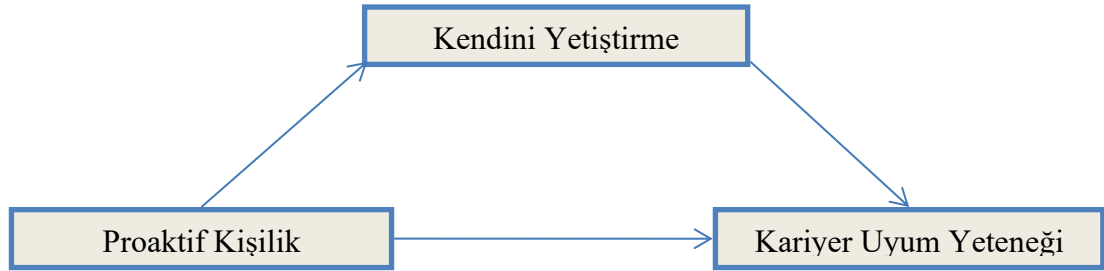 Kendini Yetiştirme
Proaktif Kişilik
Kariyer Uyum Yeteneği